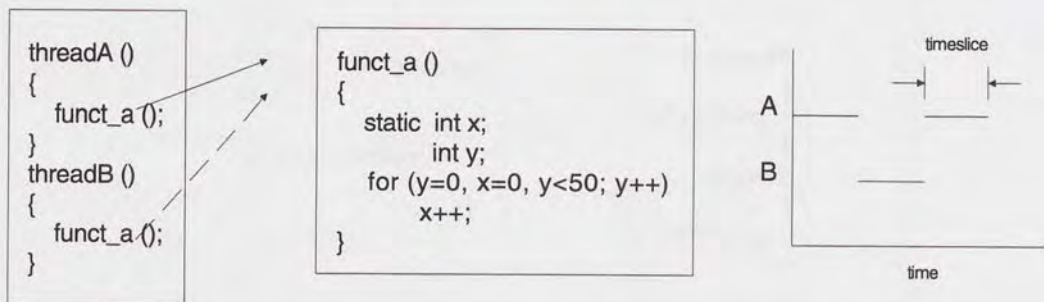 threadA ()
{
funct_a ();
}
threadB ()
{
funct_a ();
}
funct_a ()
{
static int x;
int y;
for (y=0, x=0, y<50; y++)
x++;
}
timeslice
A
B
time